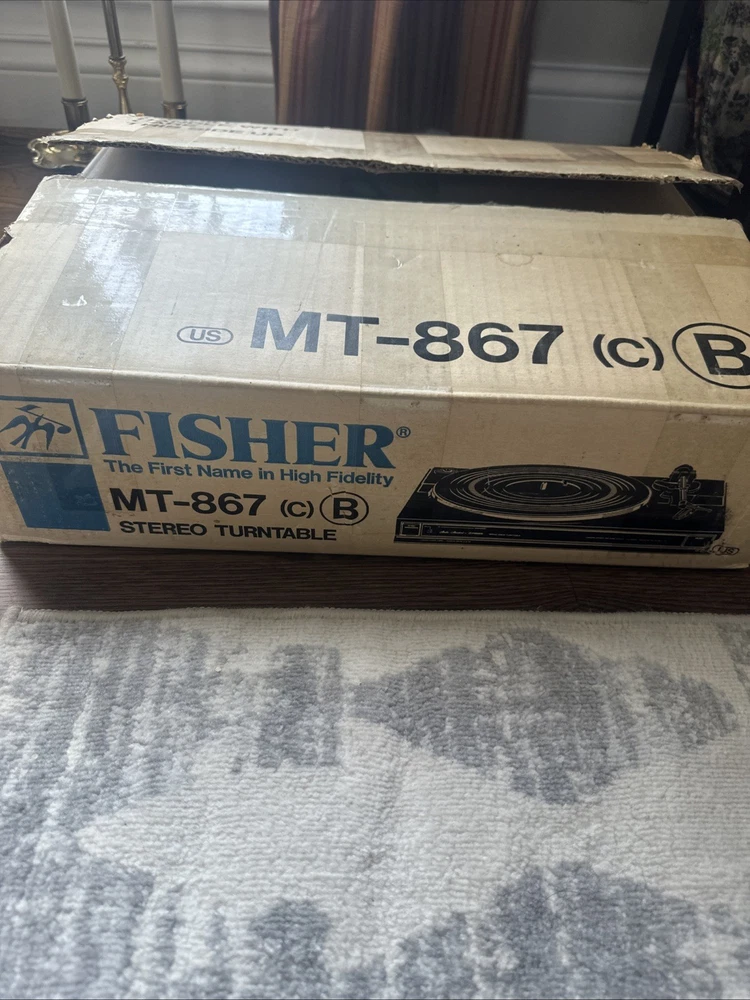 US MT-867 (C) B
FISHER®
The First Name in High Fidelity
MT-867 (C) B
STEREO TURNTABLE